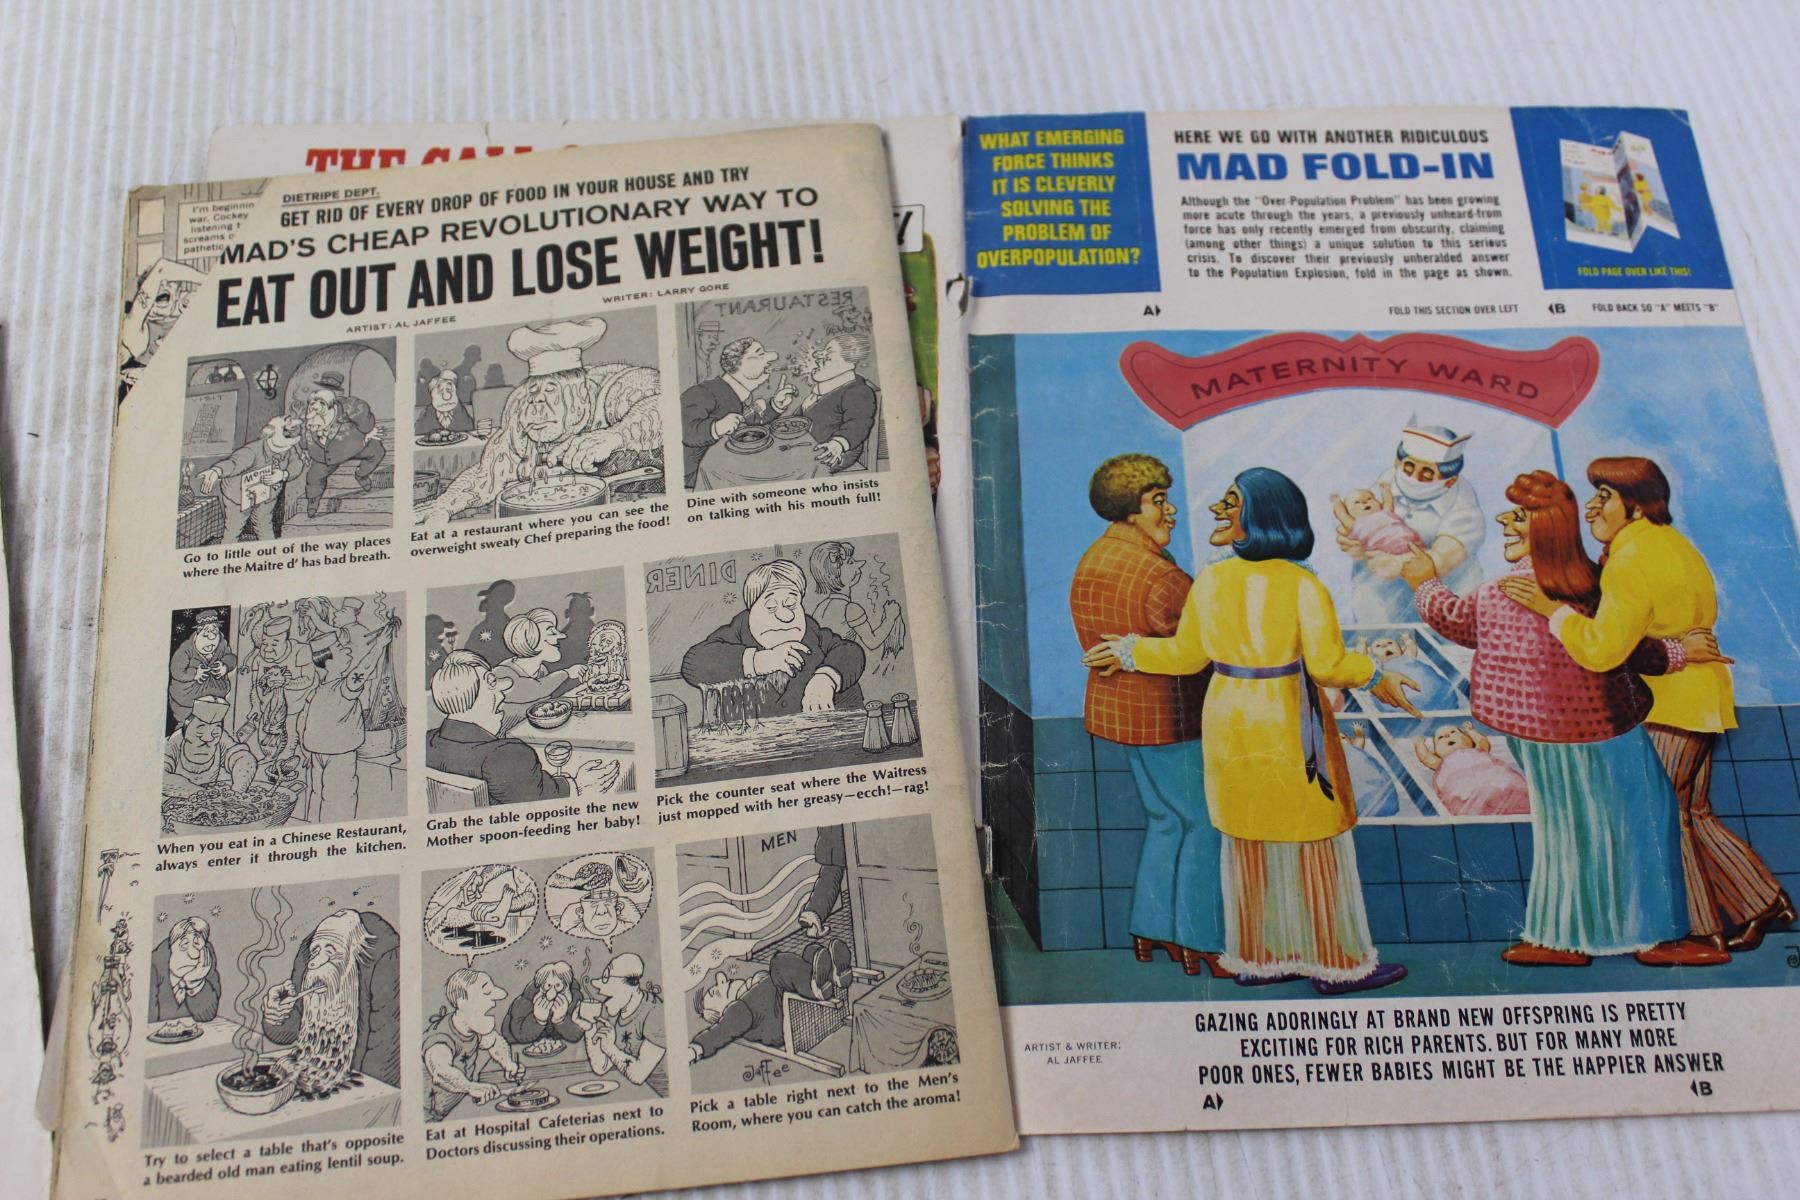 DIETRIPE DEPT.
GET RID OF EVERY DROP OF FOOD IN YOUR HOUSE AND TRY
MAD'S CHEAP REVOLUTIONARY WAY TO
EAT OUT AND LOSE WEIGHT!
ARTIST: AL JAFFEE
WRITER: LARRY GORE
I'm beginnin
war. Cockey
listening
screams
pathetic
Menu
Go to little out of the way places
where the Maitre d' has bad breath.
Eat at a restaurant where you can see the
overweight sweaty Chef preparing the food!
RESTAURANT
Dine with someone who insists
on talking with his mouth full!
When you eat in a Chinese Restaurant,
always enter it through the kitchen.
Grab the table opposite the new
Mother spoon-feeding her baby!
DINER
Pick the counter seat where the Waitress
just mopped with her greasy—ecch!—rag!
Try to select a table that's opposite
a bearded old man eating lentil soup.
Eat at Hospital Cafeterias next to
Doctors discussing their operations.
MEN
Jaffee
Pick a table right next to the Men's
Room, where you can catch the aroma!
THE
WHAT EMERGING
FORCE THINKS
IT IS CLEVERLY
SOLVING THE
PROBLEM OF
OVERPOPULATION?
HERE WE GO WITH ANOTHER RIDICULOUS
MAD FOLD-IN
Although the "Over-Population Problem" has been growing
more acute through the years, a previously unheard-from
force has only recently emerged from obscurity, claiming
(among other things) a unique solution to this serious
crisis. To discover their previously unheralded answer
to the Population Explosion, fold in the page as shown.
FOLD PAGE OVER LIKE THIS!
A
FOLD THIS SECTION OVER LEFT
B
FOLD BACK SO "A" MEETS "B"
MATERNITY WARD
ARTIST & WRITER:
AL JAFFEE
GAZING ADORINGLY AT BRAND NEW OFFSPRING IS PRETTY
EXCITING FOR RICH PARENTS. BUT FOR MANY MORE
POOR ONES, FEWER BABIES MIGHT BE THE HAPPIER ANSWER
A
B